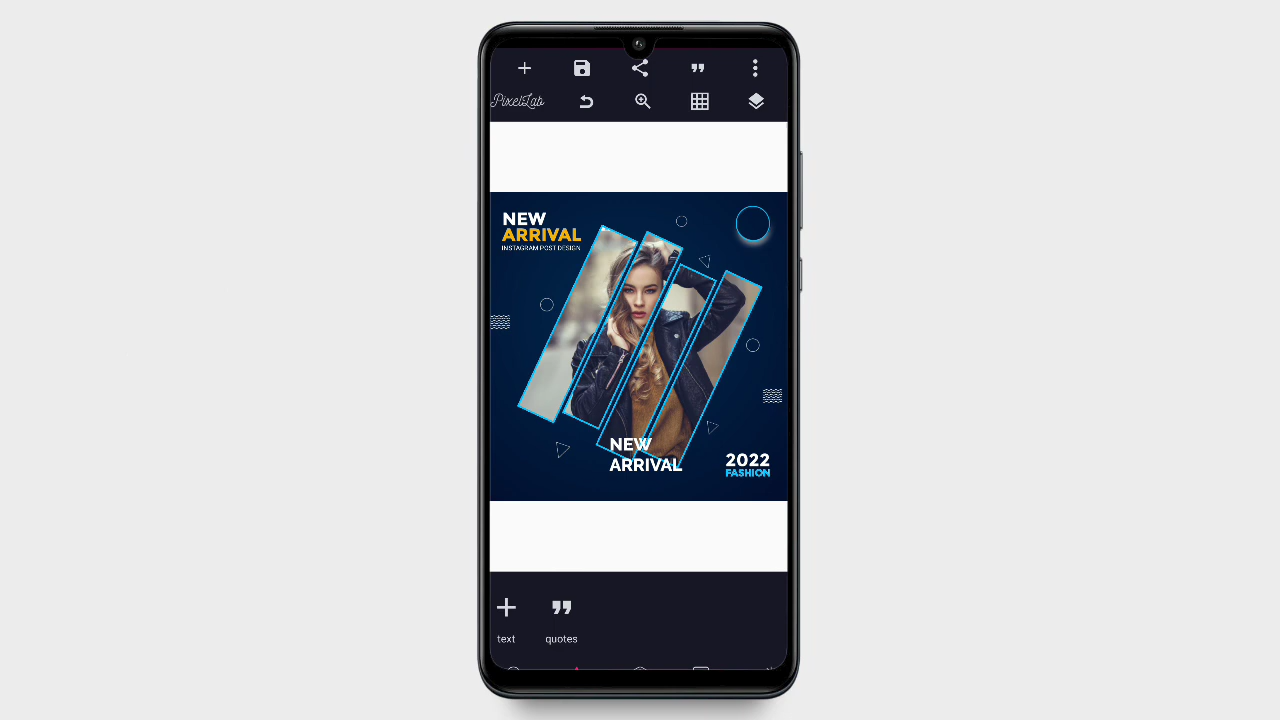 PixelLab
NEW
ARRIVAL
INSTAGRAM POST DESIGN
NEW
ARRIVAL
2022
FASHION
text
quotes